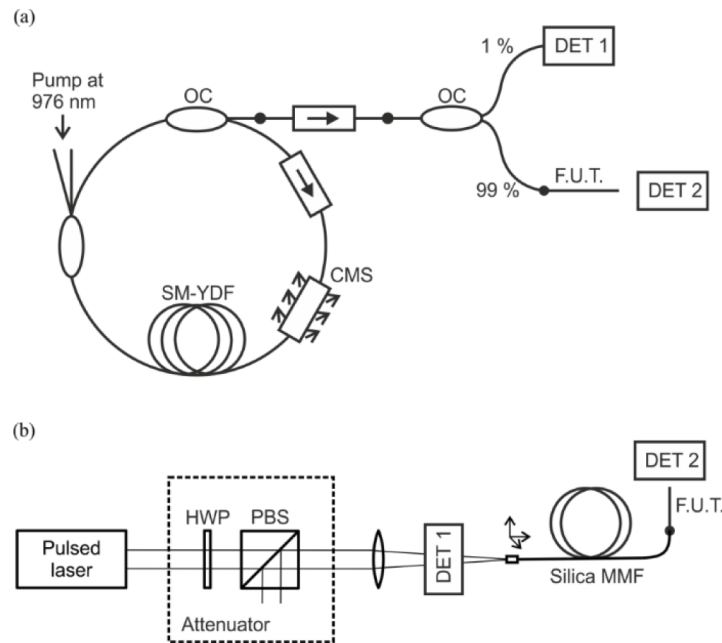 (a)
Pump at
976 nm
OC
OC
1 %
DET 1
99 %
F.U.T.
DET 2
SM-YDF
CMS
(b)
Pulsed
laser
HWP
PBS
Attenuator
DET 1
Silica MMF
DET 2
F.U.T.